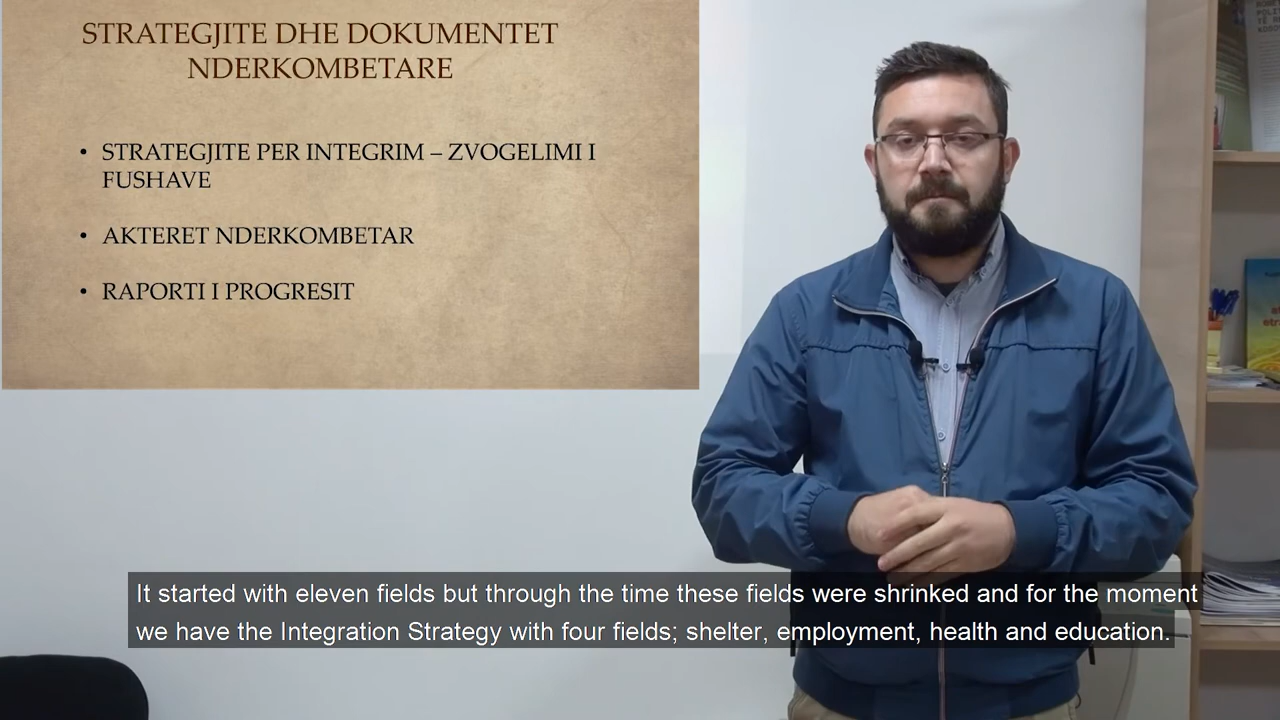 STRATEGJITE DHE DOKUMENTET
NDERKOMBETARE
• STRATEGJITE PER INTEGRIM – ZVOGELIMI I
FUSHAVE
• AKTERET NDERKOMBETAR
• RAPORTI I PROGRESIT
It started with eleven fields but through the time these fields were shrinked and for the moment
we have the Integration Strategy with four fields; shelter, employment, health and education.